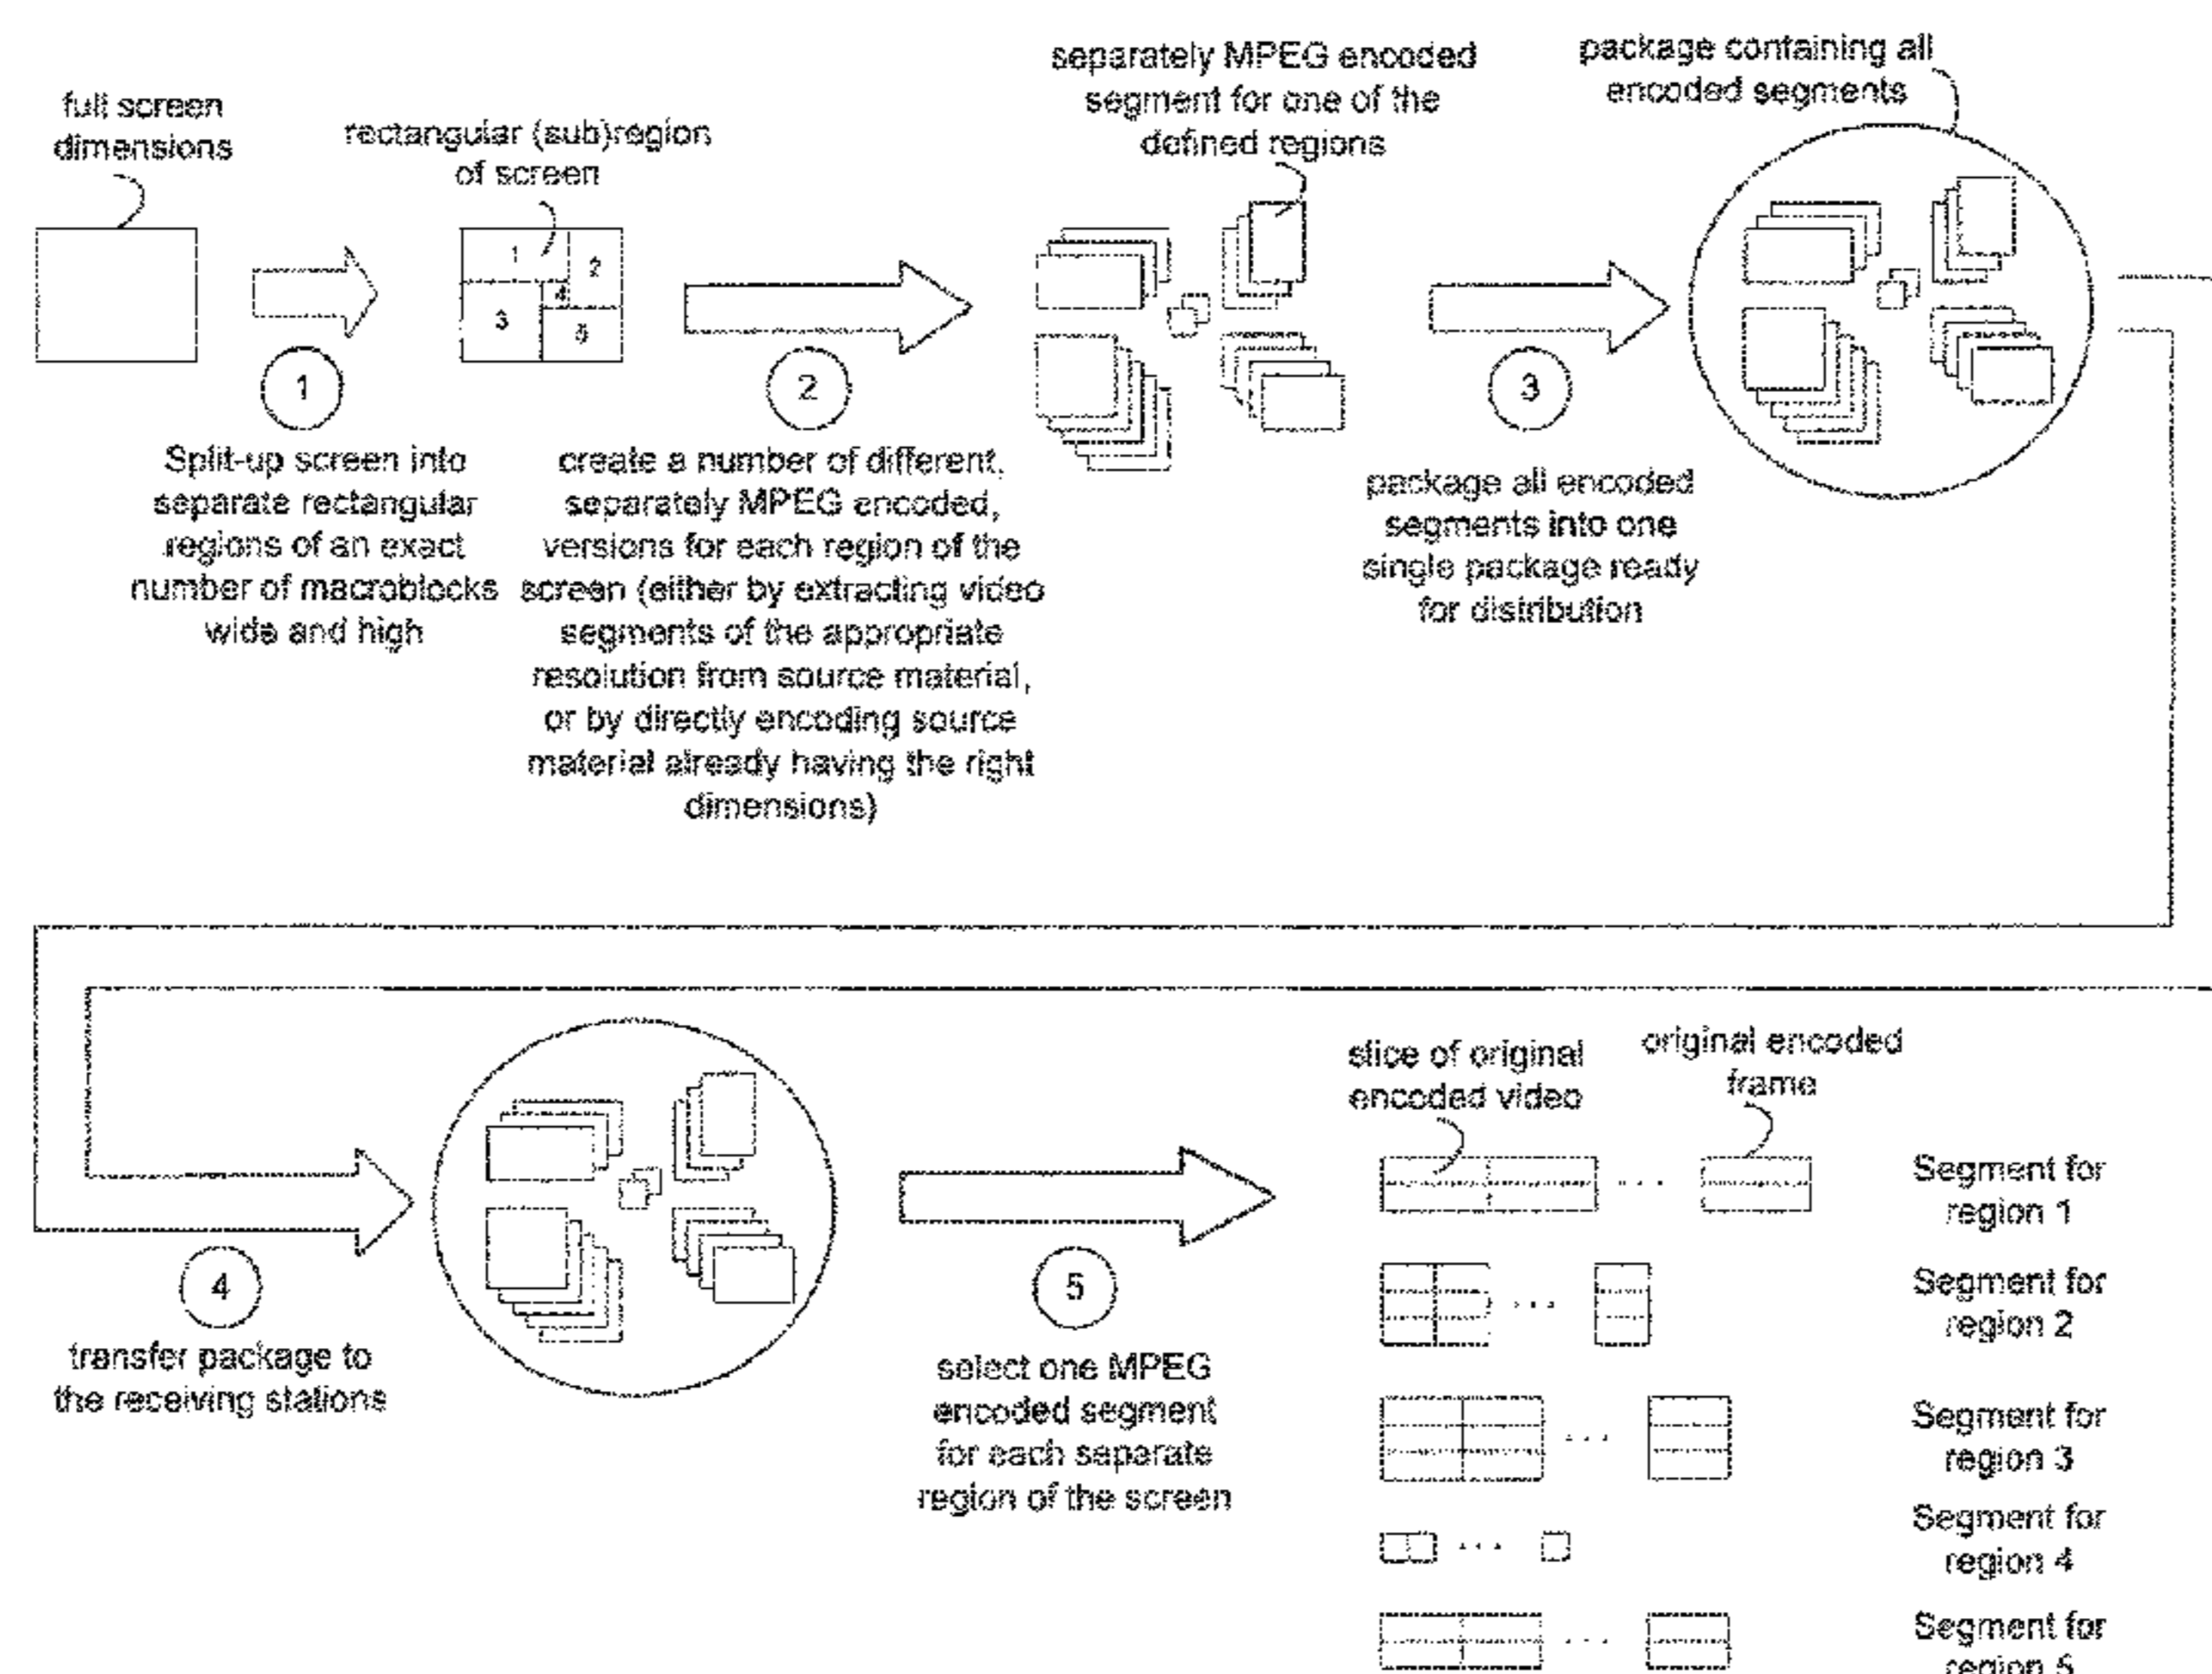 full screen
dimensions
rectangular (sub)region
of screen
separately MPEG encoded
segment for one of the
defined regions
package containing all
encoded segments
1
2
3
4
5
1
Split-up screen into
separate rectangular
regions of an exact
number of macroblocks
wide and high
2
create a number of different,
separately MPEG encoded,
versions for each region of the
screen (either by extracting video
segments of the appropriate
resolution from source material,
or by directly encoding source
material already having the right
dimensions)
3
package all encoded
segments into one
single package ready
for distribution
4
transfer package to
the receiving stations
5
select one MPEG
encoded segment
for each separate
region of the screen
slice of original
encoded video
original encoded
frame
Segment for
region 1
Segment for
region 2
Segment for
region 3
Segment for
region 4
Segment for
region 5